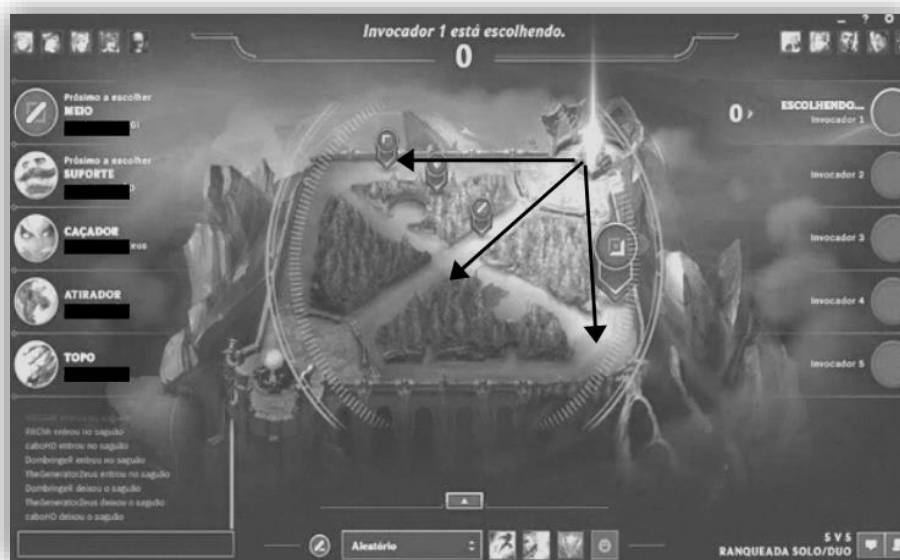 Invocador 1 está escolhendo.
0
Próximo a escolher
MEIO
Próximo a escolher
SUPORTE
CAÇADOR
eus
ATIRADOR
TOPO
0
ESCOLHENDO...
Invocador 1
Invocador 2
Invocador 3
Invocador 4
Invocador 5
entrou no saguão
caboHD entrou no saguão
DombringeR entrou no saguão
TheGeneratorZeus entrou no saguão
DombringeR deixou o saguão
TheGeneratorZeus deixou o saguão
caboHD deixou o saguão
Aleatório
5 V 5
RANQUEADA SOLO/DUO